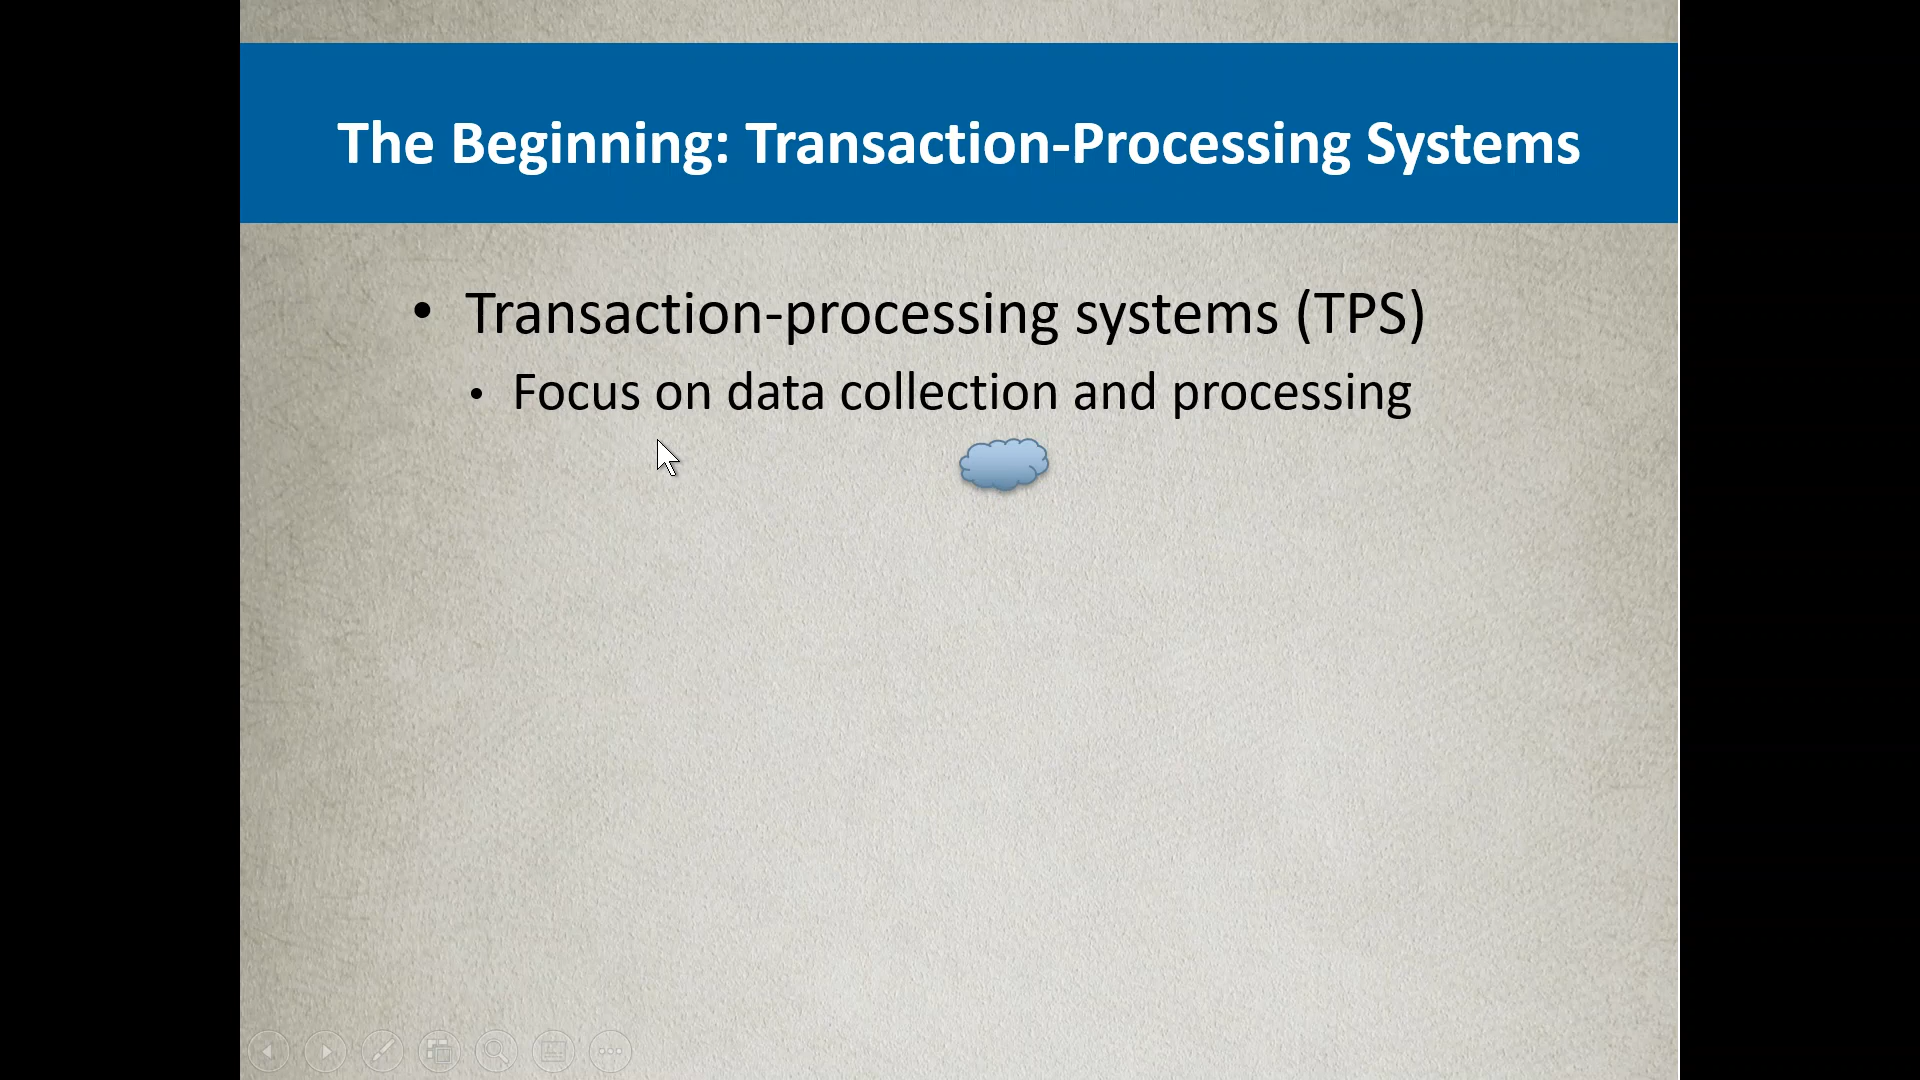 The Beginning: Transaction-Processing Systems
• Transaction-processing systems (TPS)
• Focus on data collection and processing